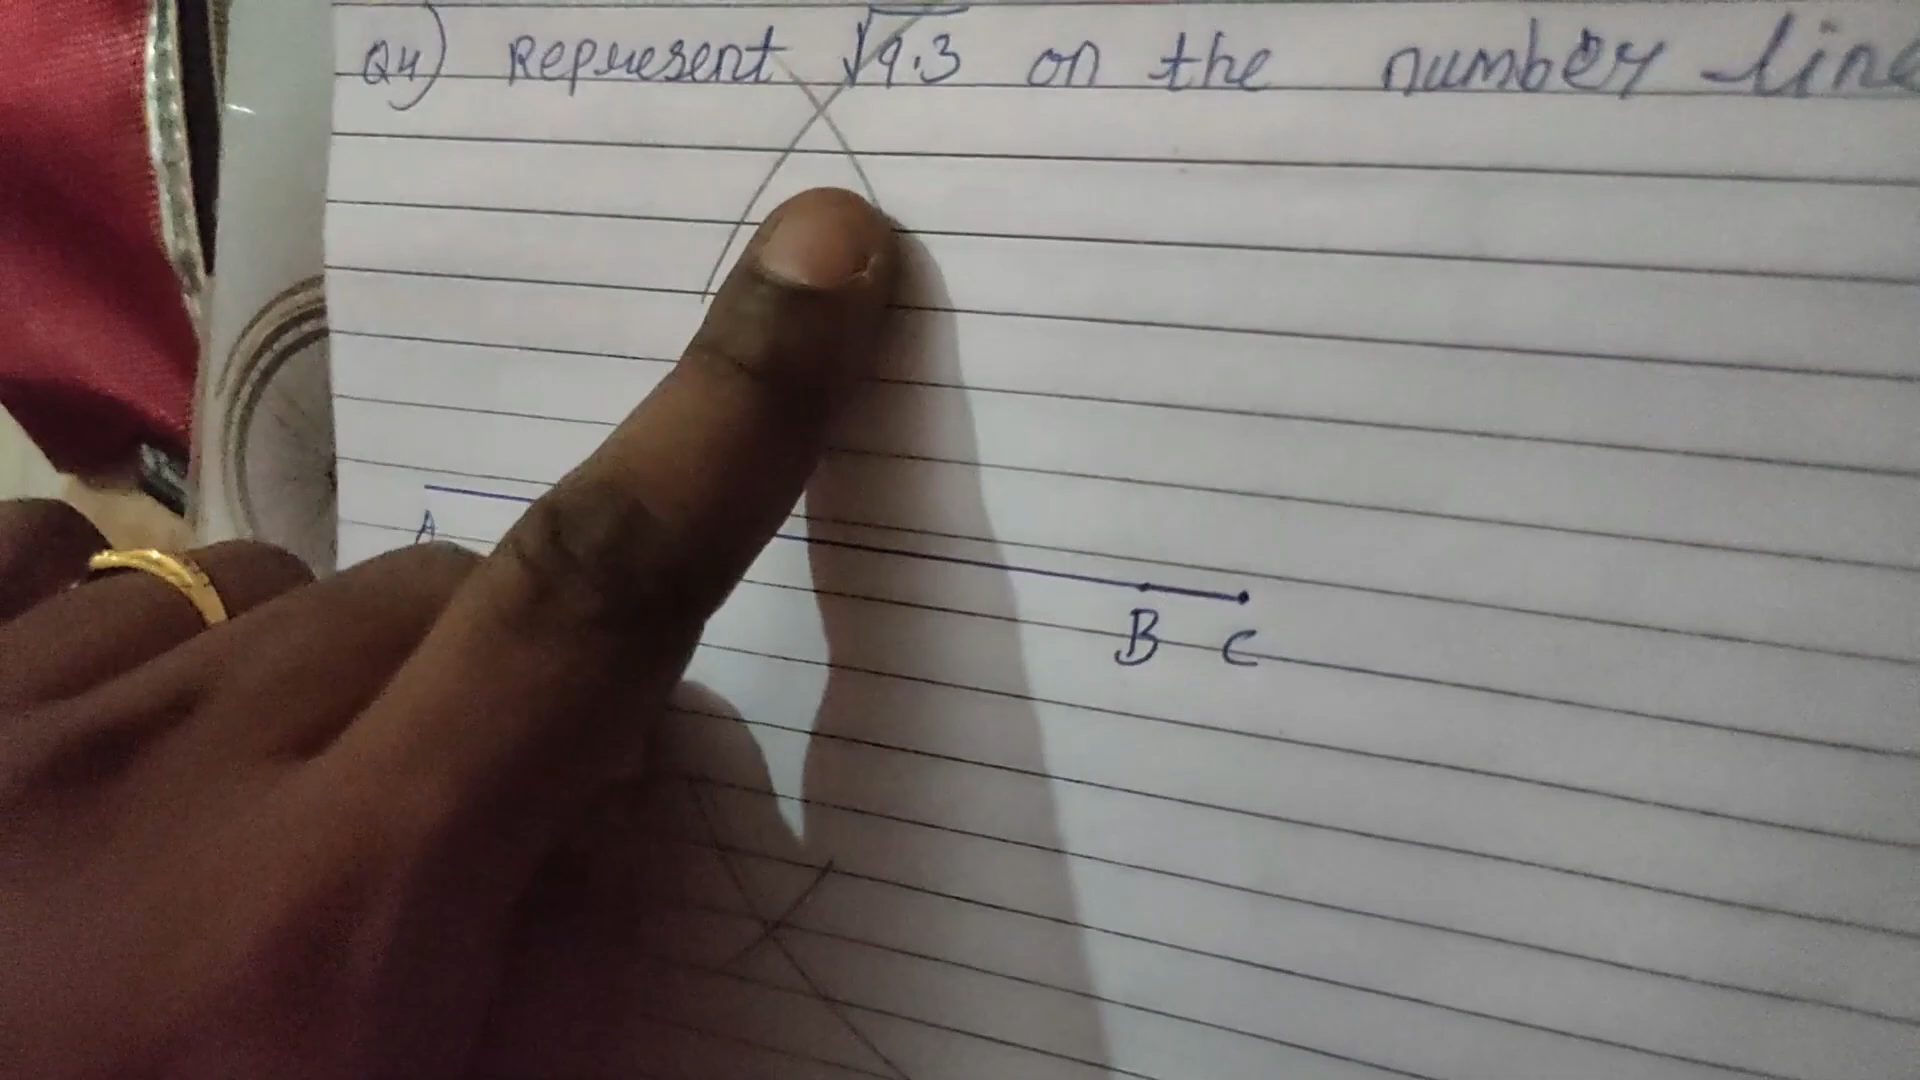 Q4) Represent √9.3 on the number line
A
B C